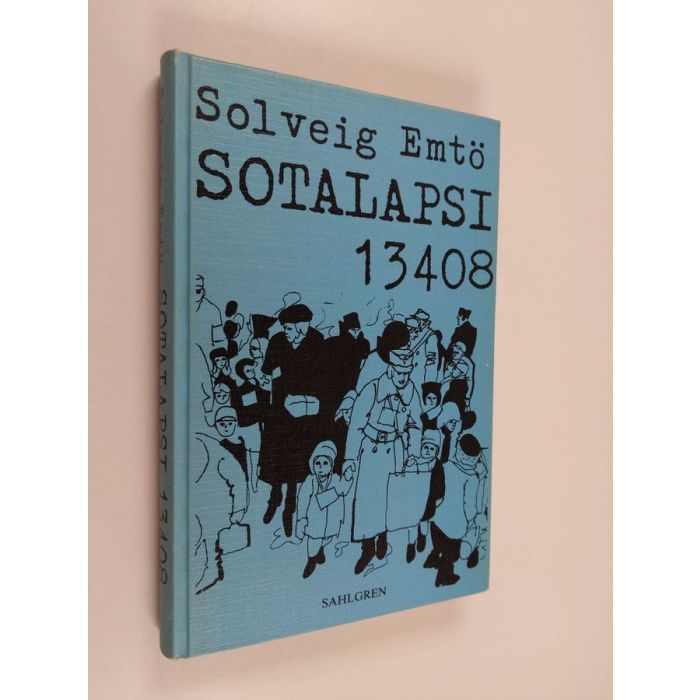 Solveig Emtö
SOTALAPSI
13408
SAHLGREN
SOTALAPSI 13408